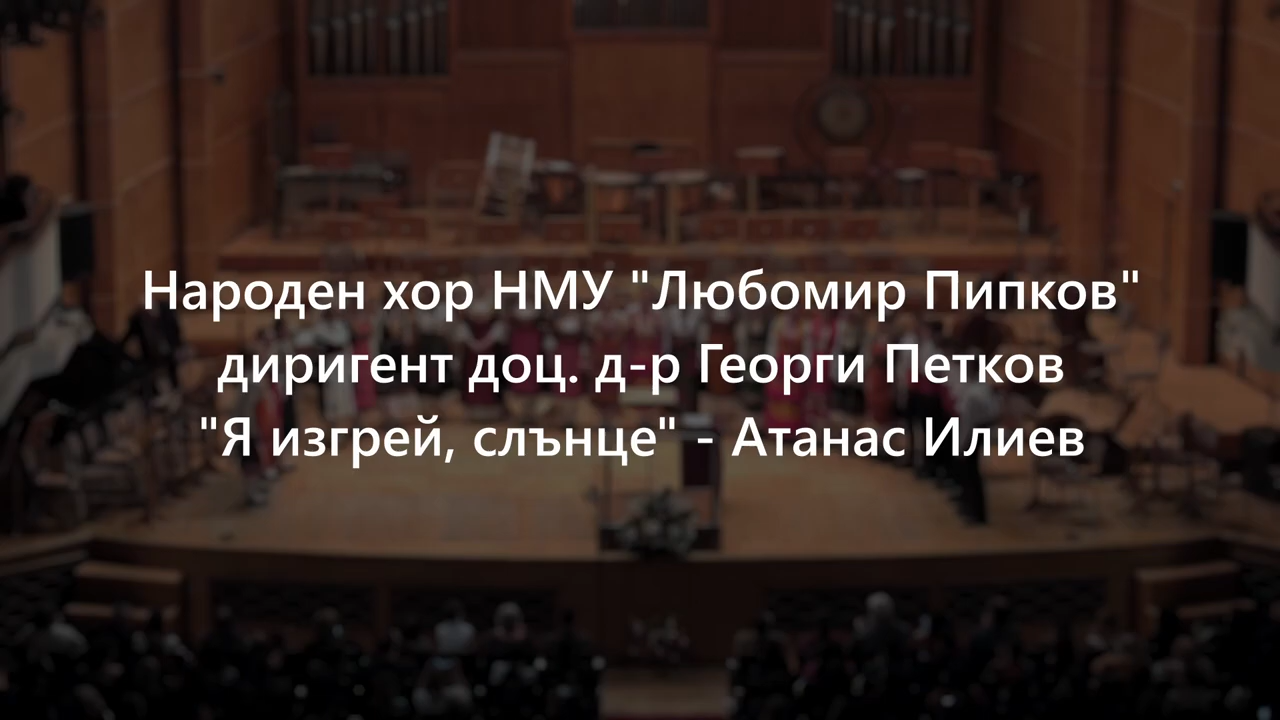 Народен хор НМУ "Любомир Пипков"
диригент доц. д-р Георги Петков
"Я изгрей, слънце" - Атанас Илиев